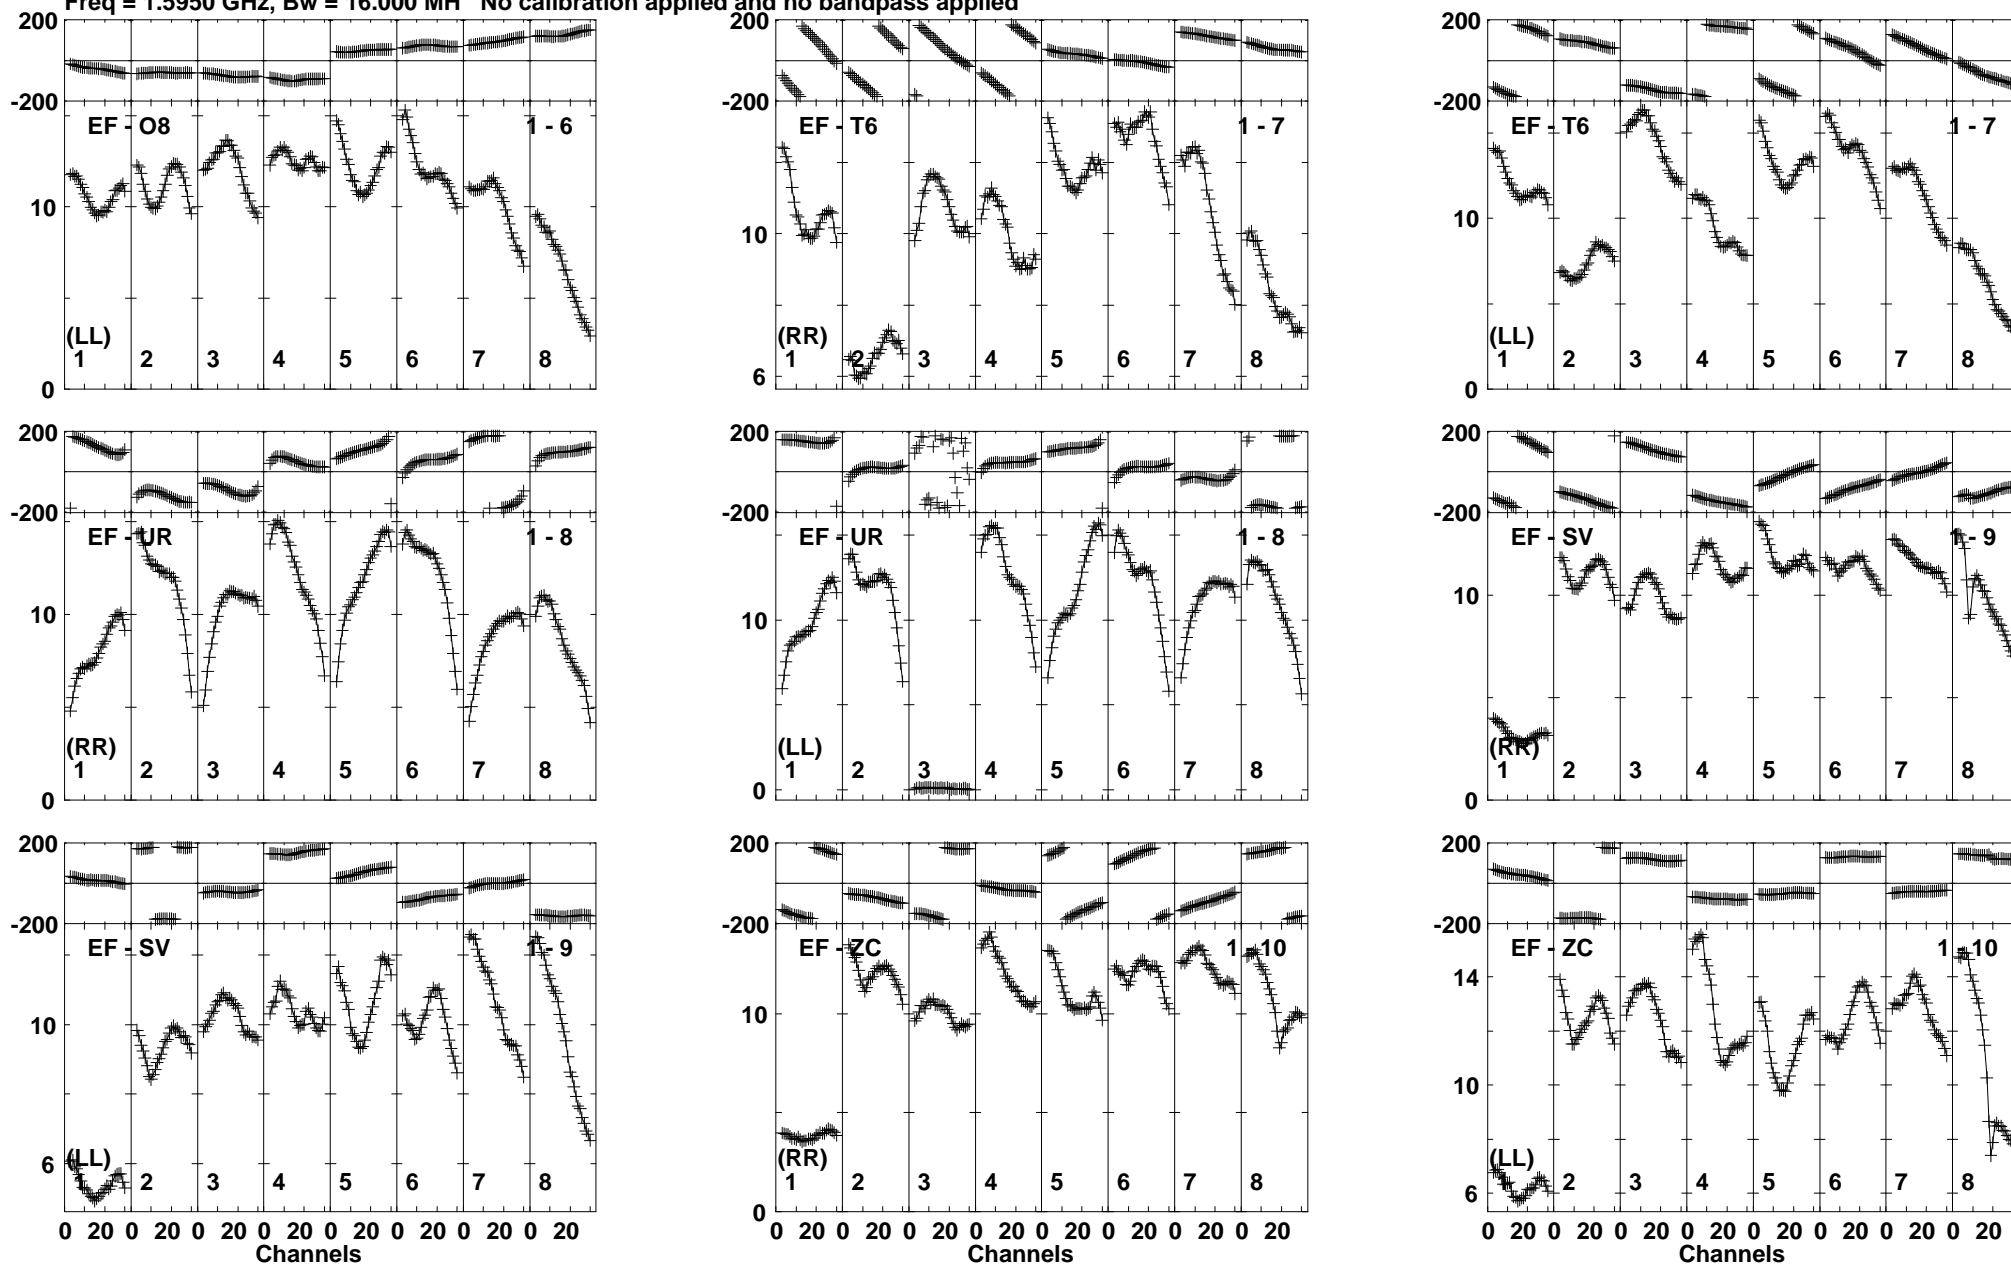 Freq = 1.5950 GHz, Bw = 16.000 MH No calibration applied and no bandpass applied
200 200 200
-200 -200 -200
EF - O8 1 - 6 EF - T6 1 - 7 EF - T6 1 - 7
10 10 10
(LL) (RR) (LL)
1 2 3 4 5 6 7 8 1 2 3 4 5 6 7 8 1 2 3 4 5 6 7 8
0 6 0
200 200 200
-200 -200 -200
EF - UR 1 - 8 EF - UR 1 - 8 EF - SV 1 - 9
10 10 10
(RR) (LL) (RR)
1 2 3 4 5 6 7 8 1 2 3 4 5 6 7 8 1 2 3 4 5 6 7 8
0 0 0
200 200 200
-200 -200 -200
EF - SV 1 - 9 EF - ZC 1 - 10 EF - ZC 1 - 10
14
10 10 10
6 (LL) (RR) (LL)
2 3 4 5 6 7 8 1 2 3 4 5 6 7 8 2 3 4 5 6 7 8
0 6
0 20 0 20 0 20 0 20 0 20 0 20 0 20 0 20 0 20 0 20 0 20 0 20 0 20 0 20 0 20 0 20 0 20 0 20 0 20 0 20 0 20 0 20 0 20 0 20
Channels Channels Channels